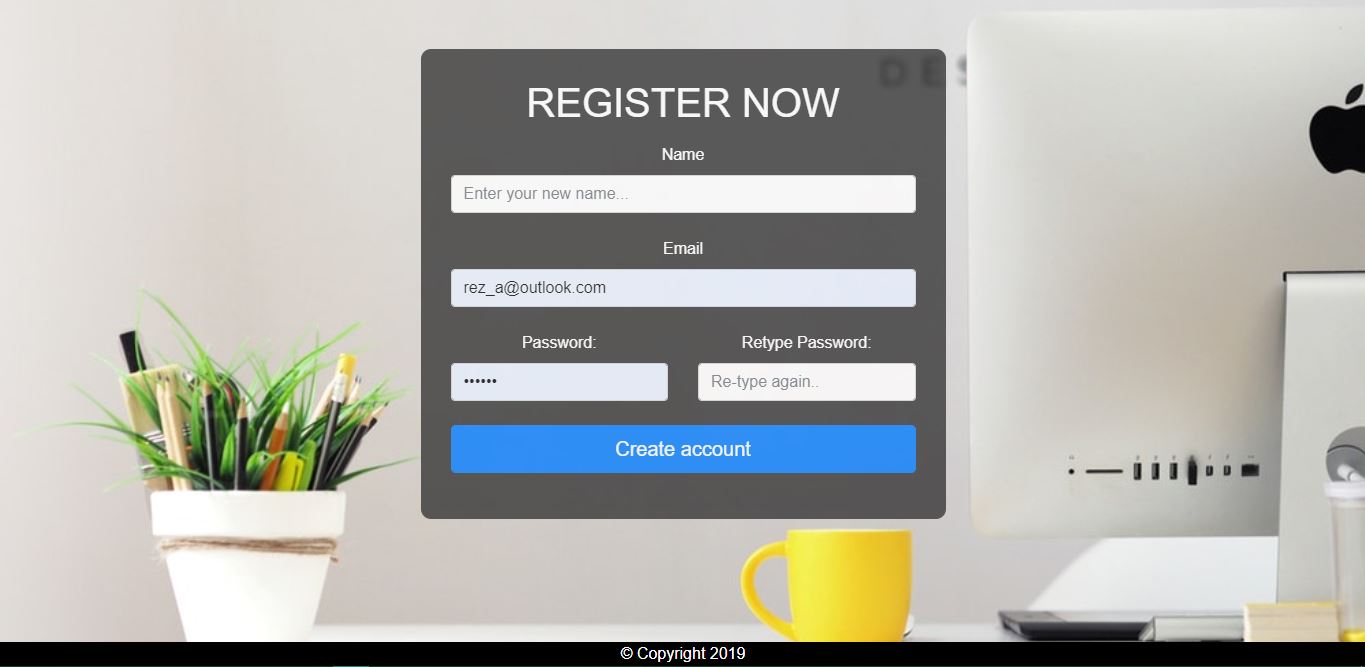 DES
REGISTER NOW
Name
Enter your new name...
Email
rez_a@outlook.com
Password:
Retype Password:
••••••
Re-type again..
Create account
© Copyright 2019